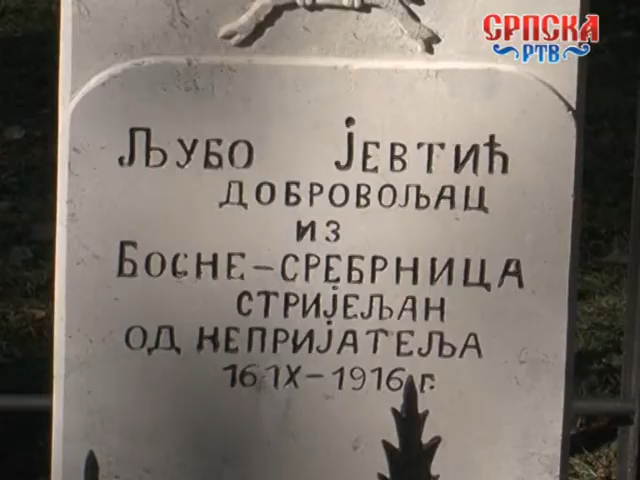 СРПСКА
РТВ
ЉУБО ЈЕВТИЋ
ДОБРОВОЉАЦ
ИЗ
БОСНЕ-СРЕБРНИЦА
СТРИЈЕЉАН
ОД НЕПРИЈАТЕЉА
16 IX-1916 г.